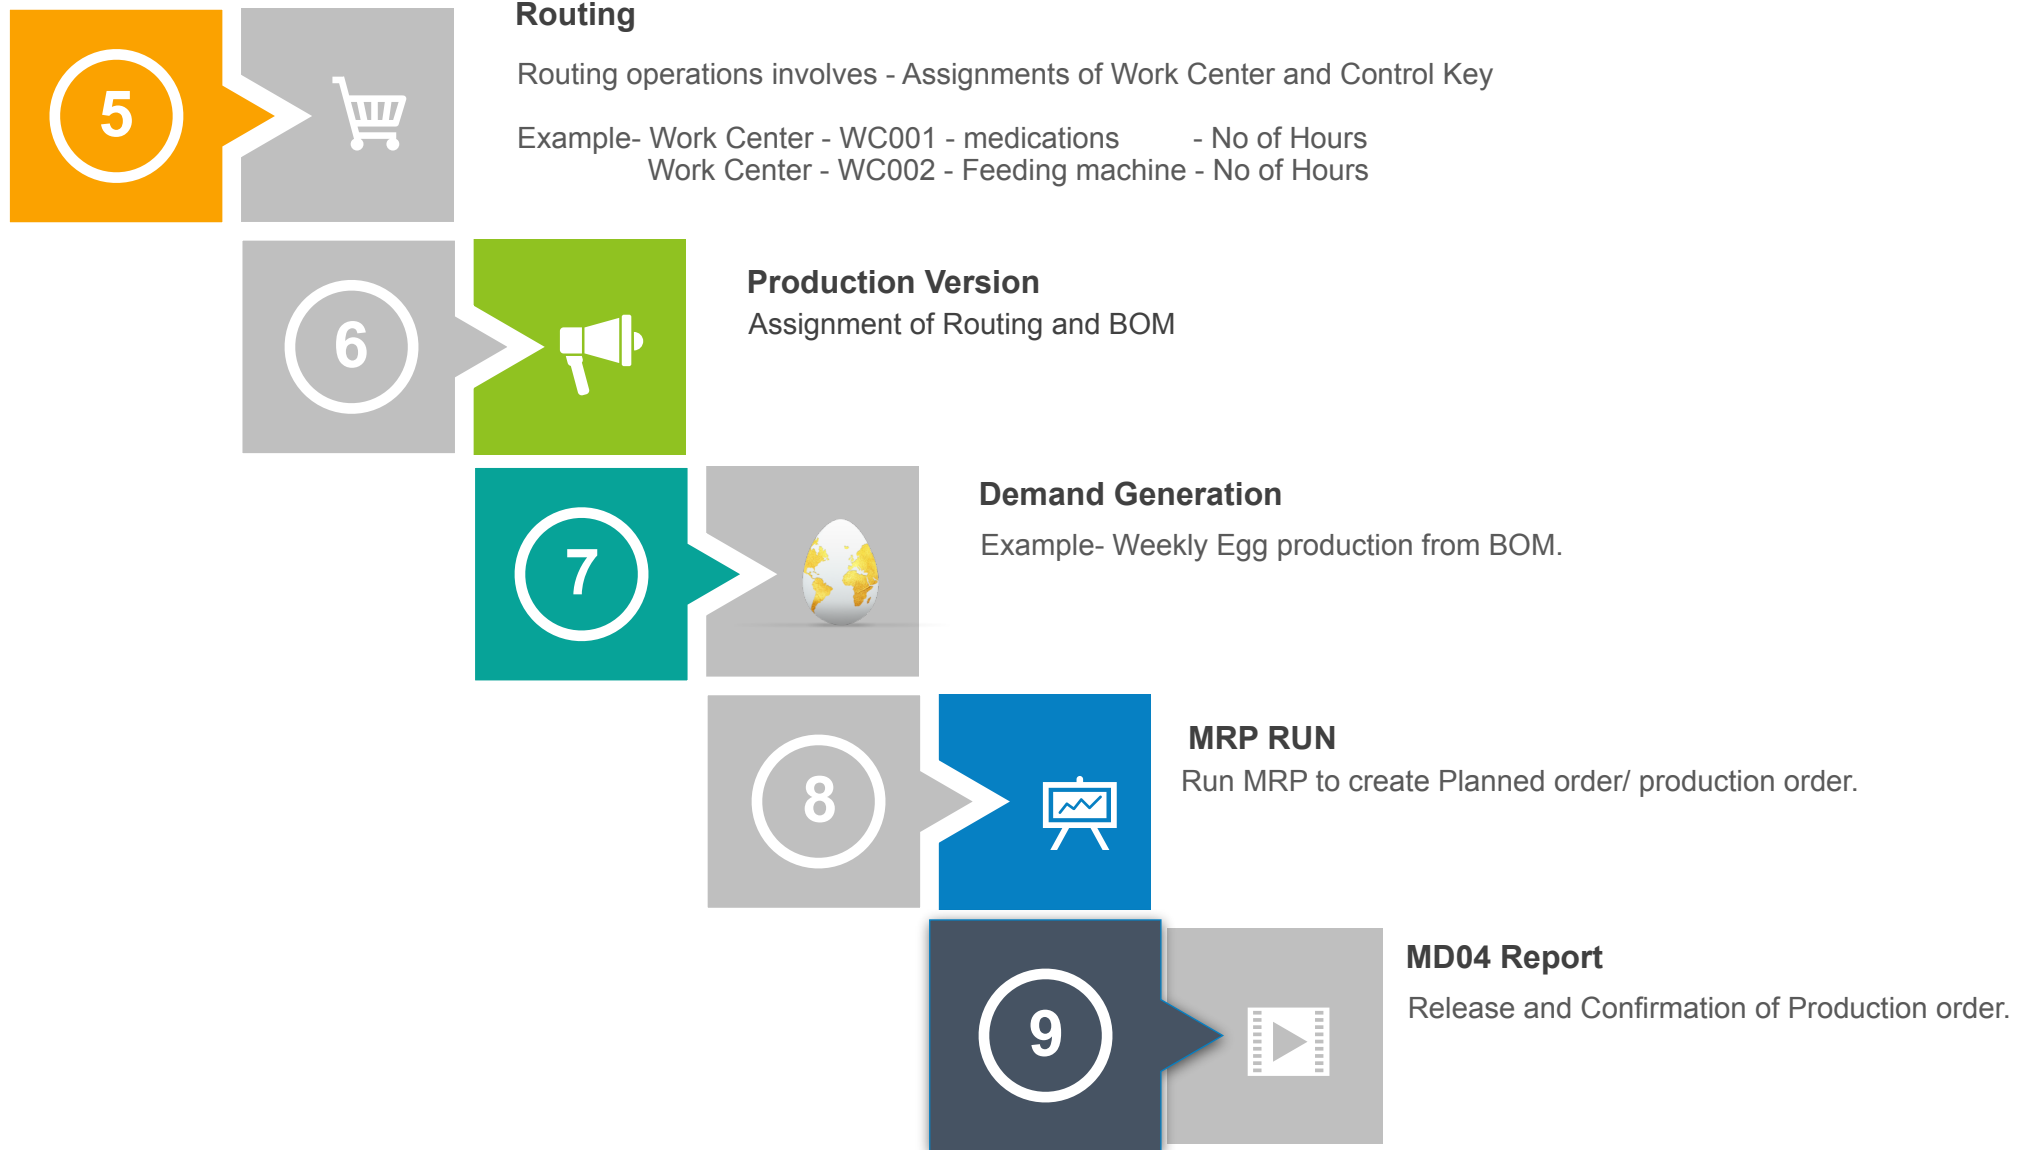 Routing
5
Routing operations involves - Assignments of Work Center and Control Key
Example- Work Center - WC001 - medications - No of Hours
Work Center - WC002 - Feeding machine - No of Hours
6
Production Version
Assignment of Routing and BOM
7
Demand Generation
Example- Weekly Egg production from BOM.
8
MRP RUN
Run MRP to create Planned order/ production order.
9
MD04 Report
Release and Confirmation of Production order.